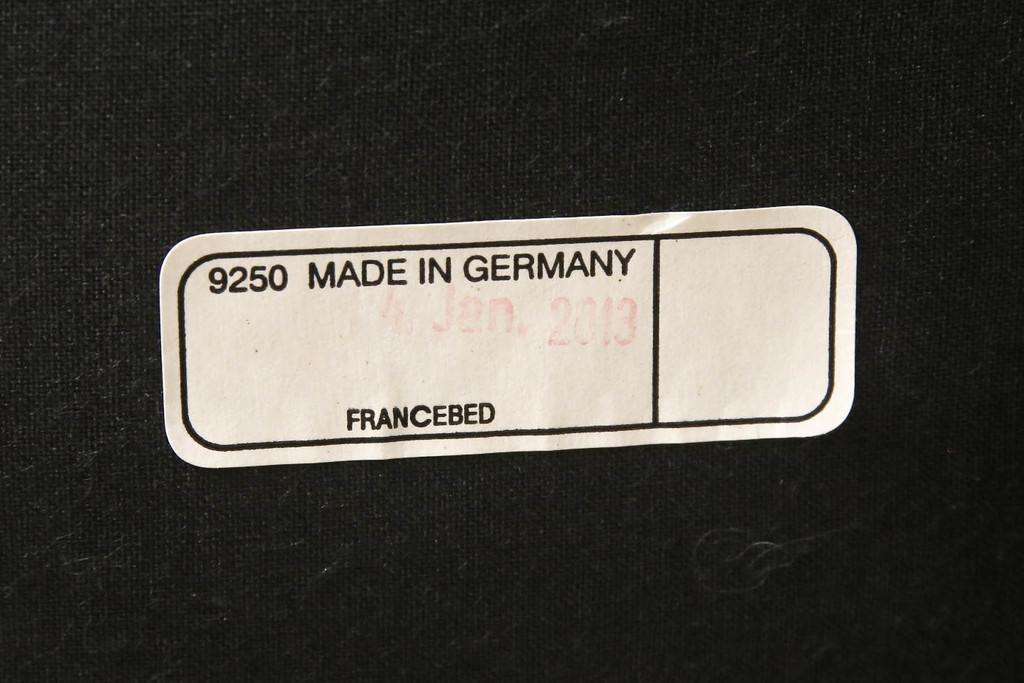 9250 MADE IN GERMANY
4. Jan. 2013
FRANCEBED